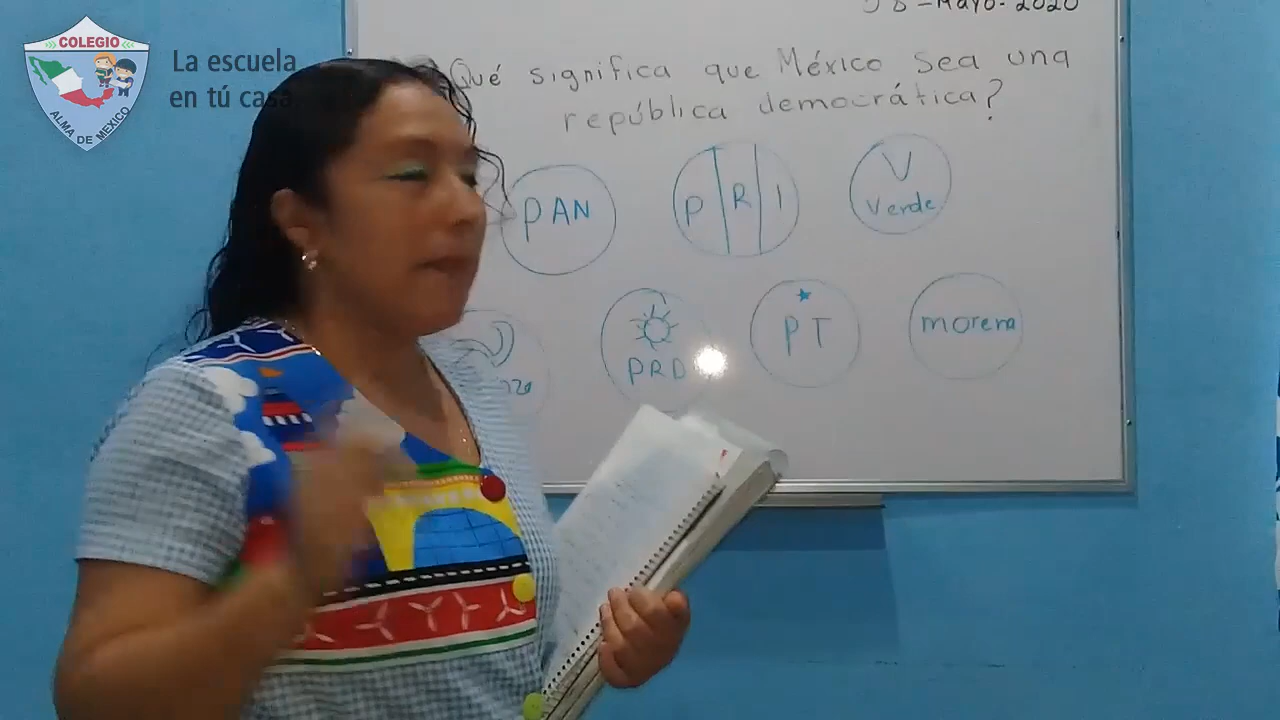 COLEGIO
ALMA DE MÉXICO
La escuela
en tú casa
Mayo-2020
¿Qué significa que México sea una
república democrática?
PAN
P R I
V
Verde
PRD
PT
morena